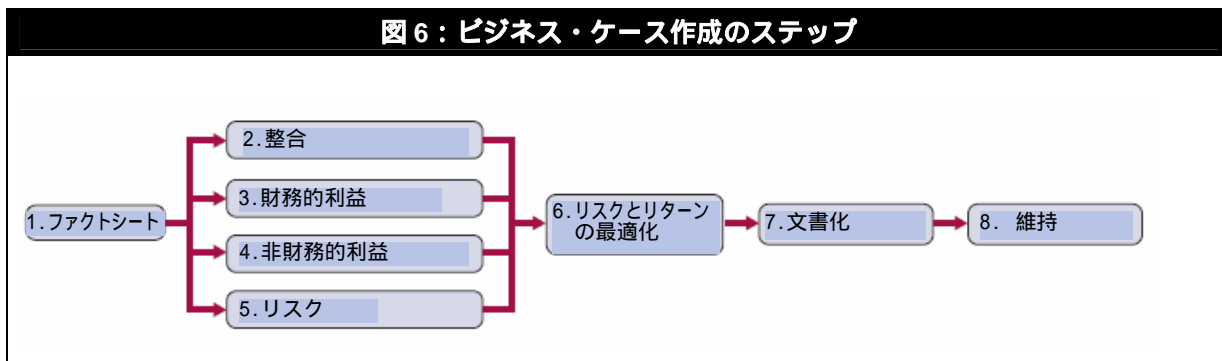 図 6：ビジネス・ケース作成のステップ
1.ファクトシート
2.整合
3.財務的利益
4.非財務的利益
5.リスク
6.リスクとリターン
の最適化
7.文書化
8. 維持